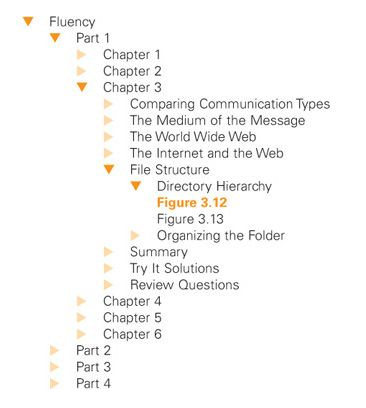 Fluency
Part 1
Chapter 1
Chapter 2
Chapter 3
Comparing Communication Types
The Medium of the Message
The World Wide Web
The Internet and the Web
File Structure
Directory Hierarchy
Figure 3.12
Figure 3.13
Organizing the Folder
Summary
Try It Solutions
Review Questions
Chapter 4
Chapter 5
Chapter 6
Part 2
Part 3
Part 4